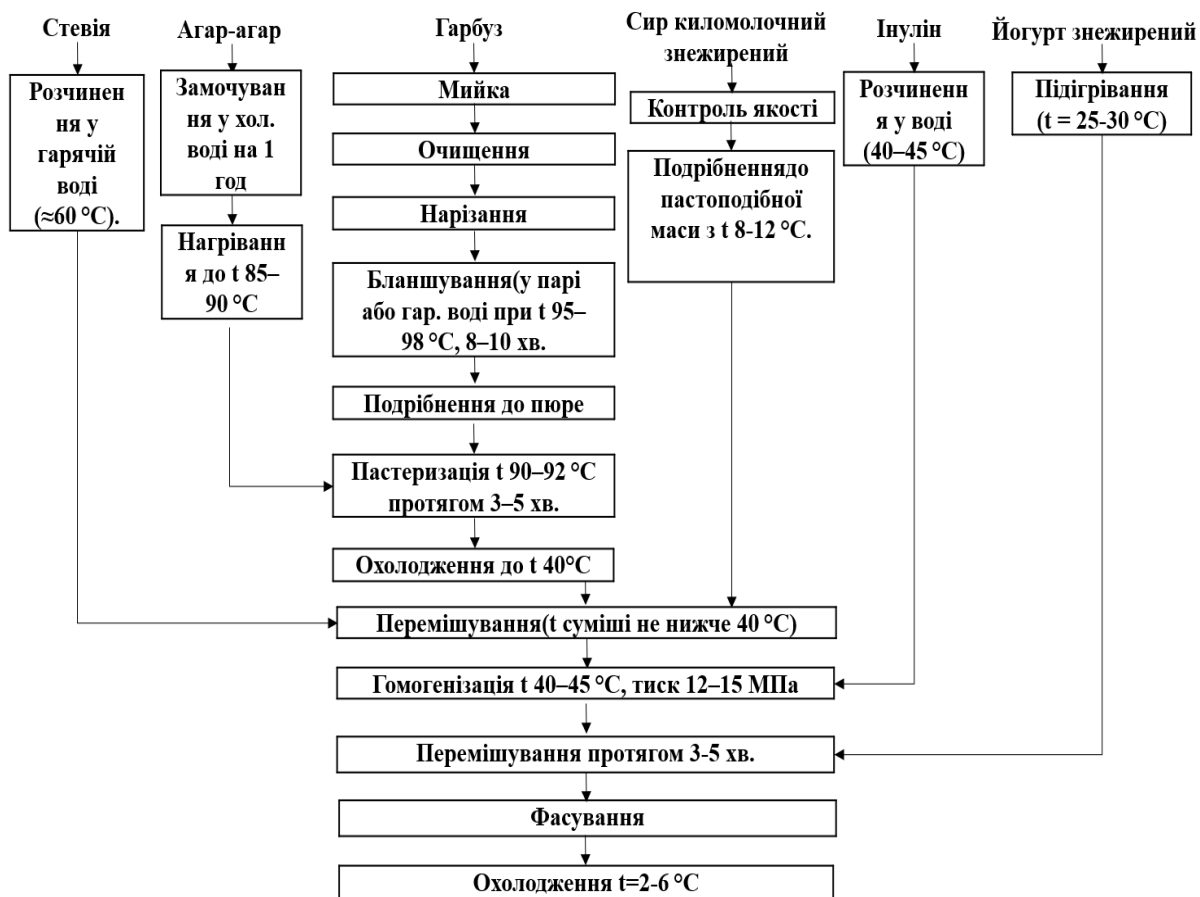 Стевія
Агар-агар
Гарбуз
Сир киломолочний
знежирений
Інулін
Йогурт знежирений
Розчинен
ня у
гарячій
воді
(≈60 °C).
Замочуван
ня у хол.
воді на 1
год
Нагріванн
я до t 85–
90 °C
Мийка
Очищення
Нарізання
Бланшування(у парі
або гар. воді при t 95–
98 °C, 8–10 хв.
Подрібнення до пюре
Пастеризація t 90–92 °C
протягом 3–5 хв.
Охолодження до t 40°C
Контроль якості
Подрібненнядо
пастоподібної
маси з t 8-12 °C.
Розчиненн
я у воді
(40–45 °C)
Підігрівання
(t = 25-30 °C)
Перемішування(t суміші не нижче 40 °C)
Гомогенізація t 40–45 °C, тиск 12–15 МПа
Перемішування протягом 3-5 хв.
Фасування
Охолодження t=2-6 °C